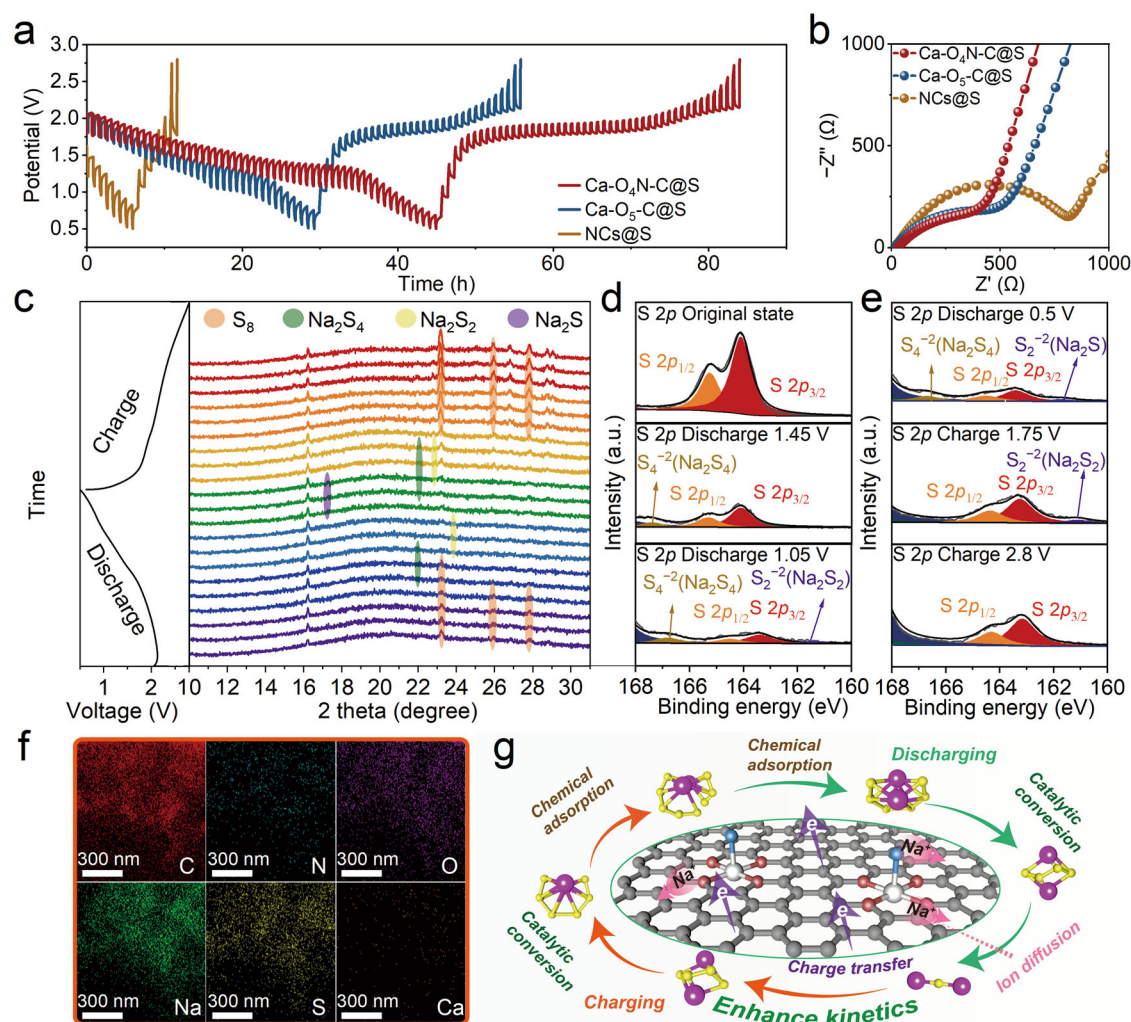 a
3.0
2.5
2.0
1.5
1.0
0.5
Potential (V)
0
20
40
60
80
Time (h)
Ca-O₄N-C@S
Ca-O₅-C@S
NCs@S
b
1000
500
0
−Z'' (Ω)
Ca-O₄N-C@S
Ca-O₅-C@S
NCs@S
0
500
1000
Z' (Ω)
c
S₈
Na₂S₄
Na₂S₂
Na₂S
Time
Charge
Discharge
1
2
Voltage (V)
10 12 14 16 18 20 22 24 26 28 30
2 theta (degree)
d
S 2p Original state
S 2p₁/₂
S 2p₃/₂
S 2p Discharge 1.45 V
S₄⁻²(Na₂S₄)
S 2p₁/₂
S 2p₃/₂
S 2p Discharge 1.05 V
S₄⁻²(Na₂S₄)
S₂⁻²(Na₂S₂)
S 2p₁/₂
S 2p₃/₂
Intensity (a.u.)
168 166 164 162 160
Binding energy (eV)
e
S 2p Discharge 0.5 V
S₄⁻²(Na₂S₄)
S₂⁻²(Na₂S)
S 2p₁/₂
S 2p₃/₂
S 2p Charge 1.75 V
S₂⁻²(Na₂S₂)
S 2p₁/₂
S 2p₃/₂
S 2p Charge 2.8 V
S 2p₁/₂
S 2p₃/₂
Intensity (a.u.)
168 166 164 162 160
Binding energy (eV)
f
300 nm
C
300 nm
N
300 nm
O
300 nm
Na
300 nm
S
300 nm
Ca
g
Chemical
adsorption
Chemical
adsorption
Discharging
Catalytic
conversion
e
Na⁺
Na⁺
e
e
Na⁺
Charge transfer
Ion diffusion
Catalytic
conversion
Charging
Enhance kinetics